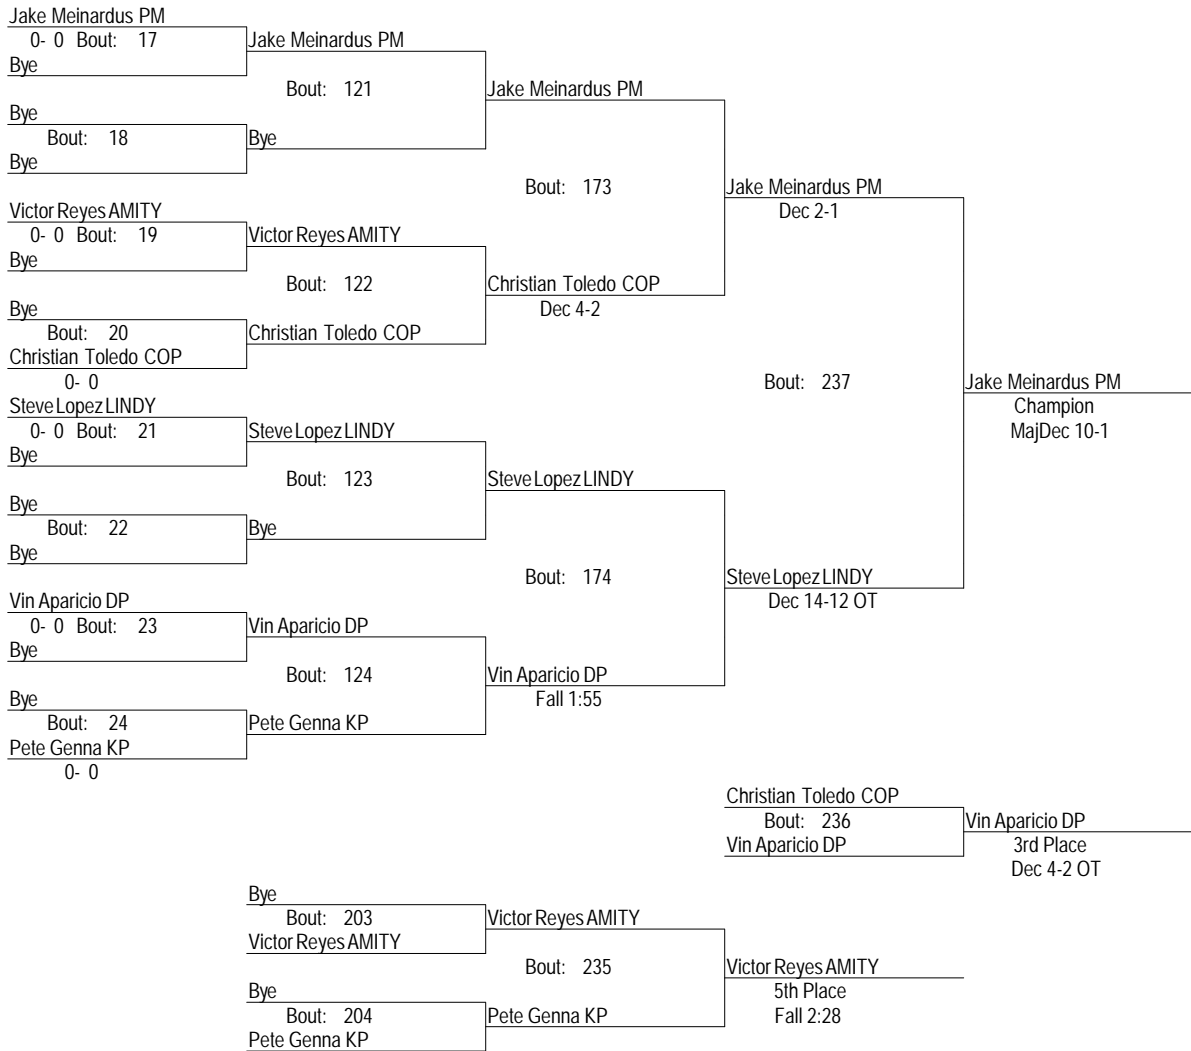 Jake Meinardus PM
0- 0 Bout: 17
Jake Meinardus PM
Bye
Bout: 121
Jake Meinardus PM
Bye
Bout: 18
Bye
Bye
Bout: 173
Jake Meinardus PM
Dec 2-1
Victor Reyes AMITY
0- 0 Bout: 19
Victor Reyes AMITY
Bye
Bout: 122
Christian Toledo COP
Dec 4-2
Bye
Bout: 20
Christian Toledo COP
Christian Toledo COP
0- 0
Bout: 237
Jake Meinardus PM
Champion
MajDec 10-1
Steve Lopez LINDY
0- 0 Bout: 21
Steve Lopez LINDY
Bye
Bout: 123
Steve Lopez LINDY
Bye
Bout: 22
Bye
Bye
Bout: 174
Steve Lopez LINDY
Dec 14-12 OT
Vin Aparicio DP
0- 0 Bout: 23
Vin Aparicio DP
Bye
Bout: 124
Vin Aparicio DP
Fall 1:55
Bye
Bout: 24
Pete Genna KP
Pete Genna KP
0- 0
Christian Toledo COP
Bout: 236
Vin Aparicio DP
Vin Aparicio DP
3rd Place
Dec 4-2 OT
Bye
Bout: 203
Victor Reyes AMITY
Victor Reyes AMITY
Bout: 235
Victor Reyes AMITY
5th Place
Fall 2:28
Bye
Bout: 204
Pete Genna KP
Pete Genna KP